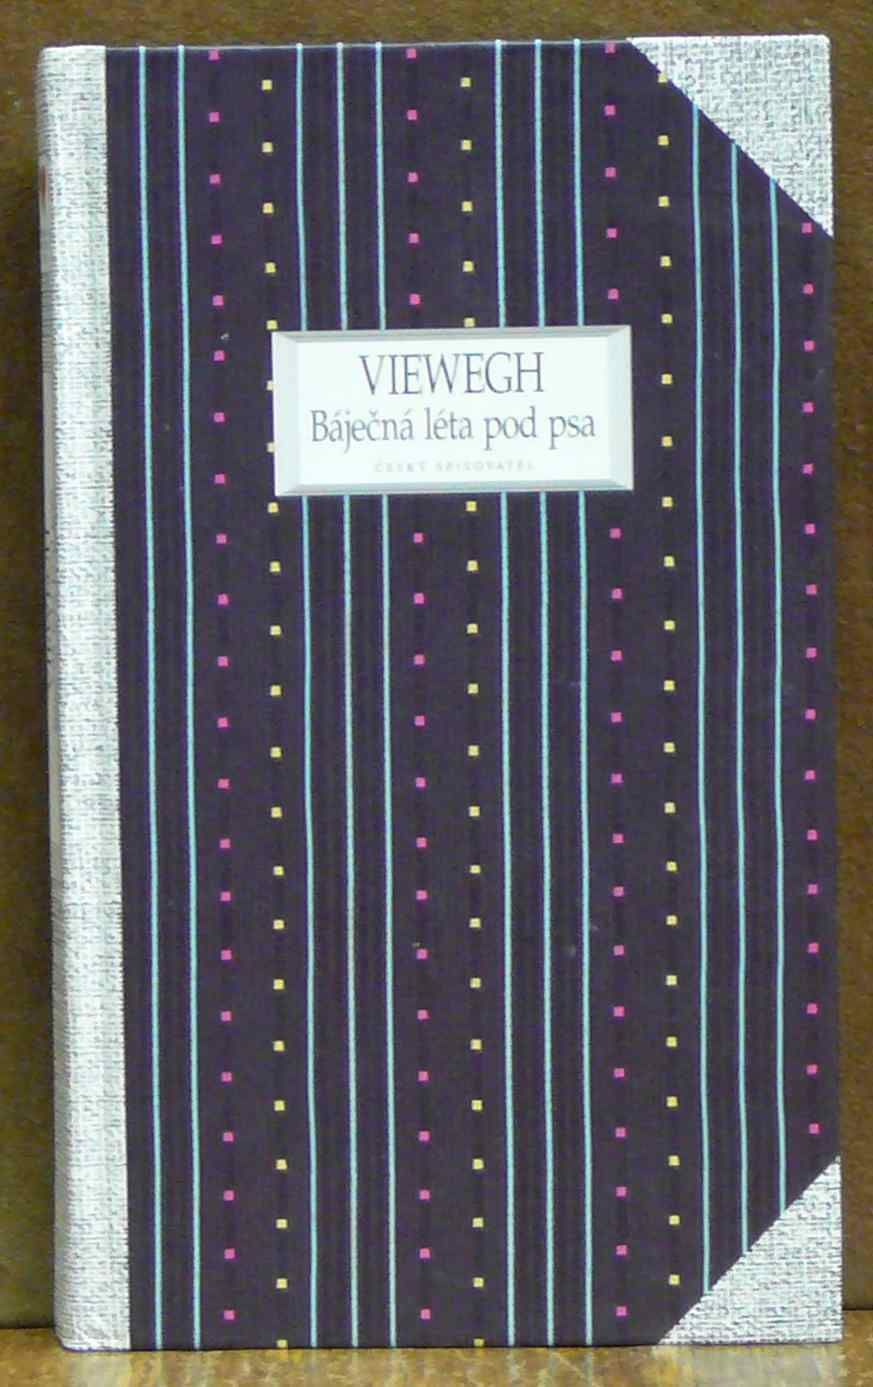 VIEWEGH
Báječná léta pod psa
ČESKÝ SPISOVATEL